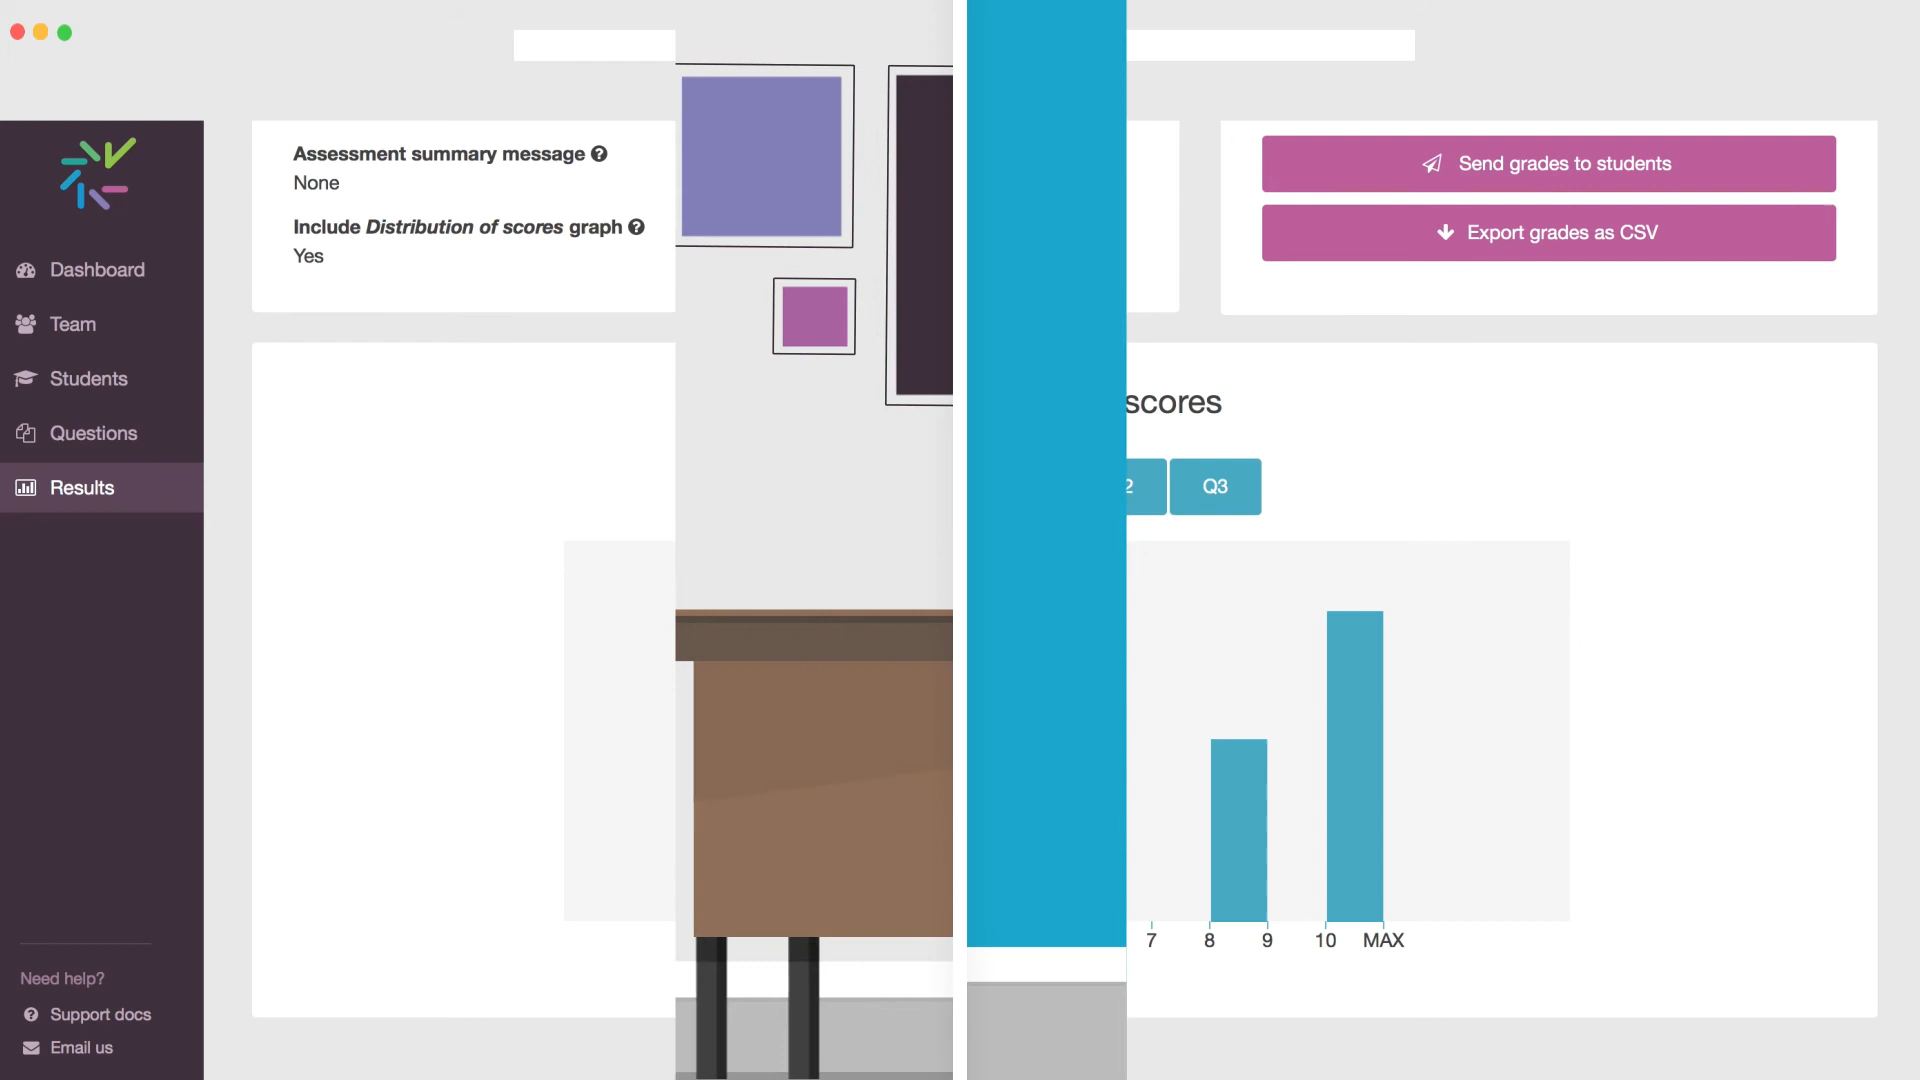 Dashboard
Team
Students
Questions
Results
Need help?
Support docs
Email us
Assessment summary message
None
Include Distribution of scores graph
Yes
Send grades to students
Export grades as CSV
scores
2 Q3
7 8 9 10 MAX